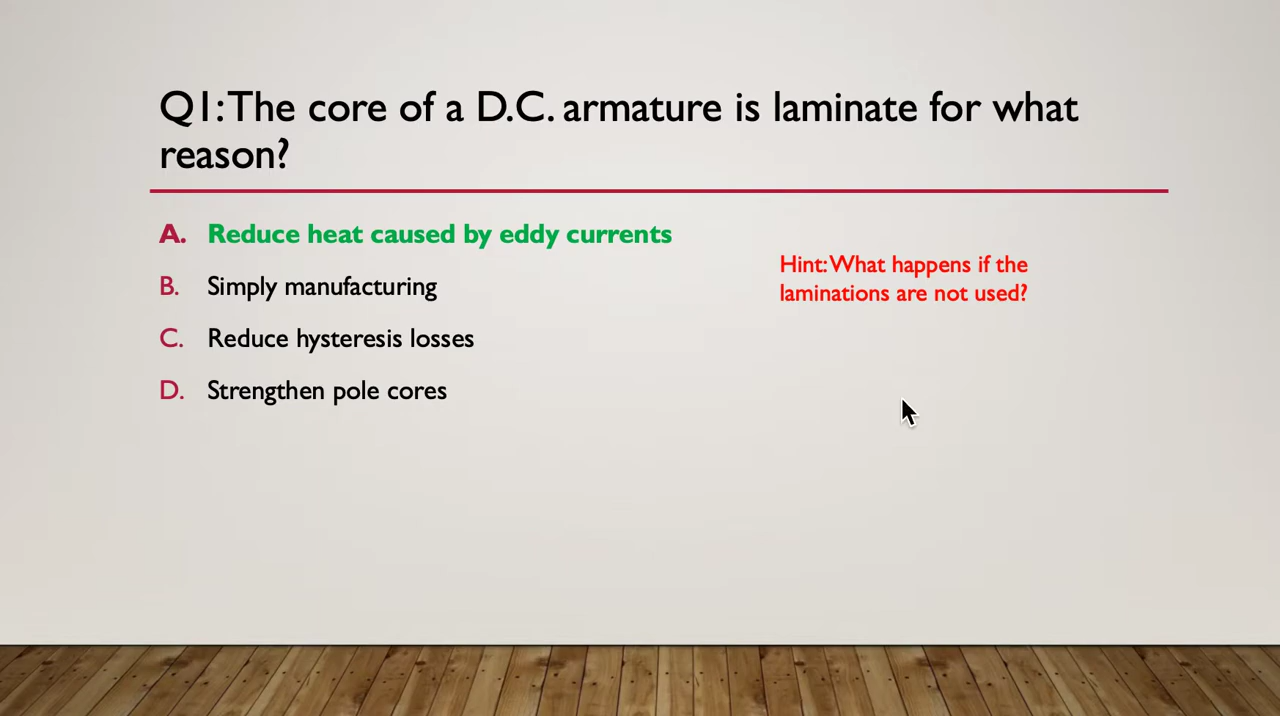 Q1: The core of a D.C. armature is laminate for what
reason?
A. Reduce heat caused by eddy currents
B. Simply manufacturing
C. Reduce hysteresis losses
D. Strengthen pole cores
Hint: What happens if the
laminations are not used?